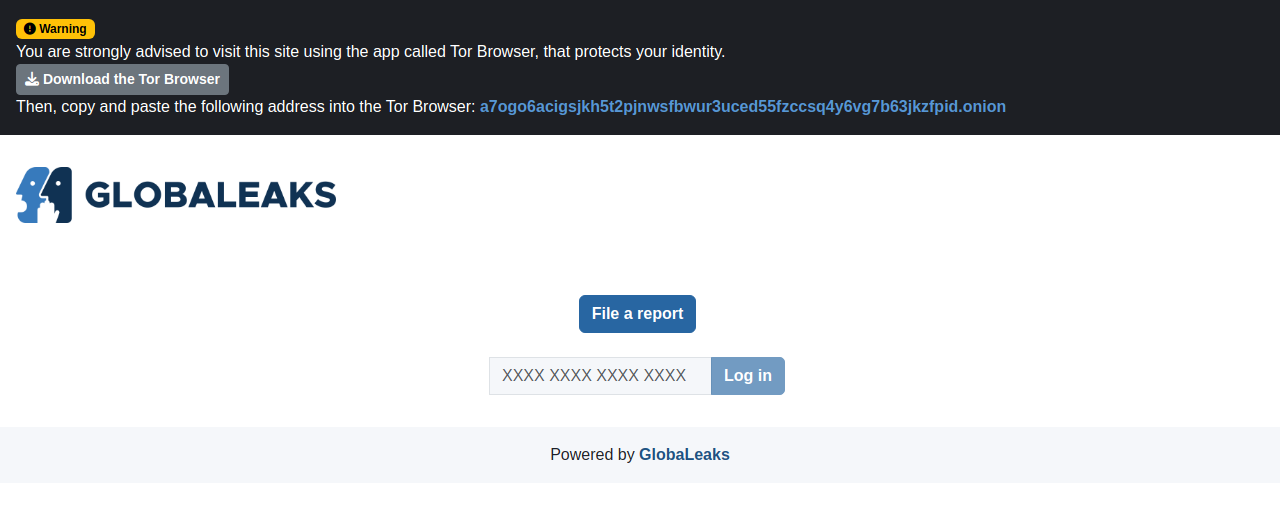 Warning
You are strongly advised to visit this site using the app called Tor Browser, that protects your identity.
Download the Tor Browser
Then, copy and paste the following address into the Tor Browser: a7ogo6acigsjkh5t2pjnwsfbwur3uced55fzccsq4y6vg7b63jkzfpid.onion
GLOBALEAKS
File a report
XXXX XXXX XXXX XXXX Log in
Powered by GlobaLeaks